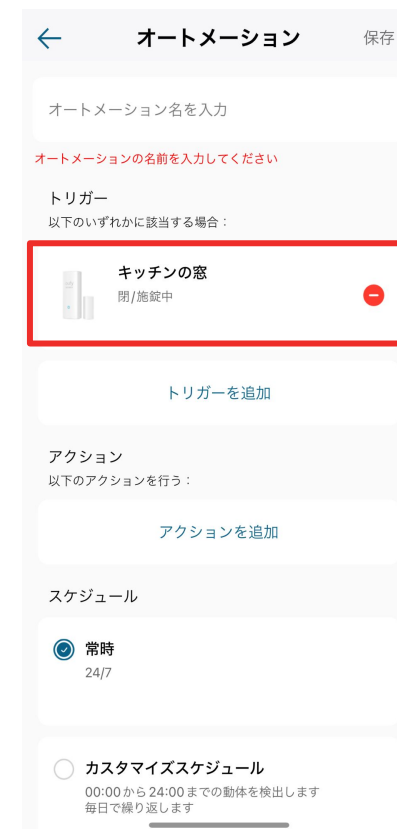 オートメーション
保存
オートメーション名を入力
オートメーションの名前を入力してください
トリガー
以下のいずれかに該当する場合：
キッチンの窓
閉/施錠中
トリガーを追加
アクション
以下のアクションを行う：
アクションを追加
スケジュール
常時
24/7
カスタマイズスケジュール
00:00から24:00までの動体を検出します
毎日で繰り返します